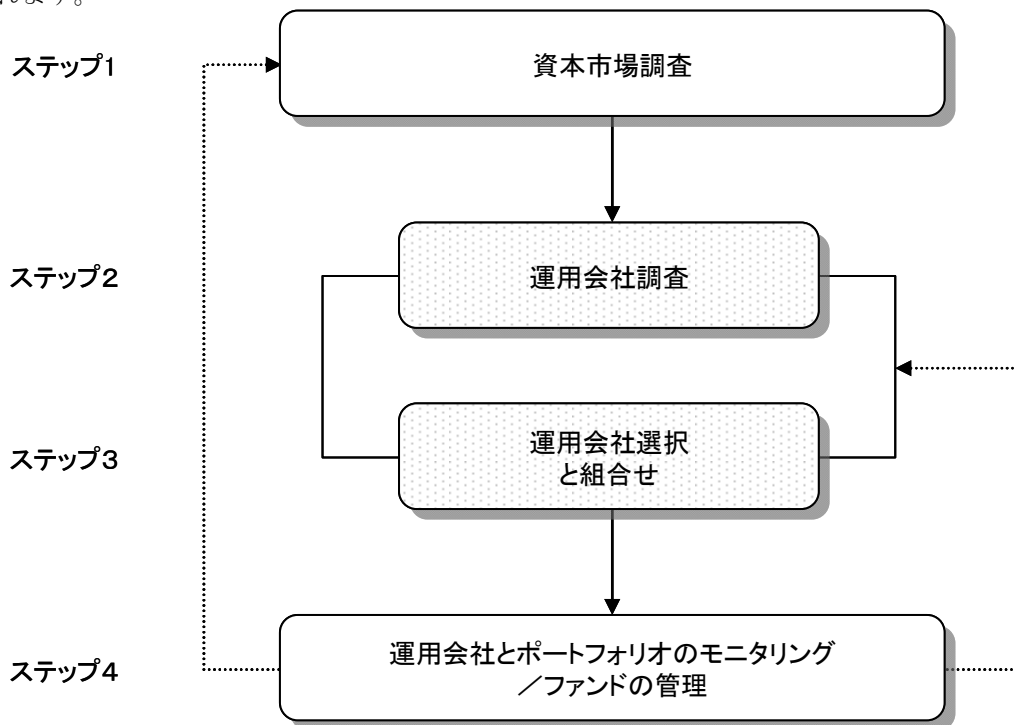 れます。
ステップ1
資本市場調査
ステップ2
運用会社調査
ステップ3
運用会社選択
と組合せ
ステップ4
運用会社とポートフォリオのモニタリング
／ファンドの管理